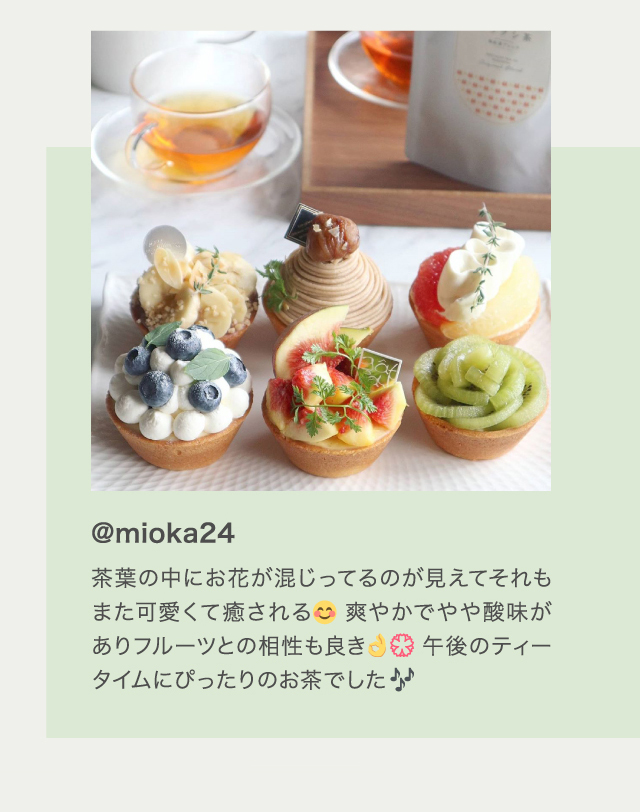 @mioka24
茶葉の中にお花が混じってるのが見えてそれも
また可愛くて癒される😊 爽やかでやや酸味が
ありフルーツとの相性も良き👌💮 午後のティー
タイムにぴったりのお茶でした🎶